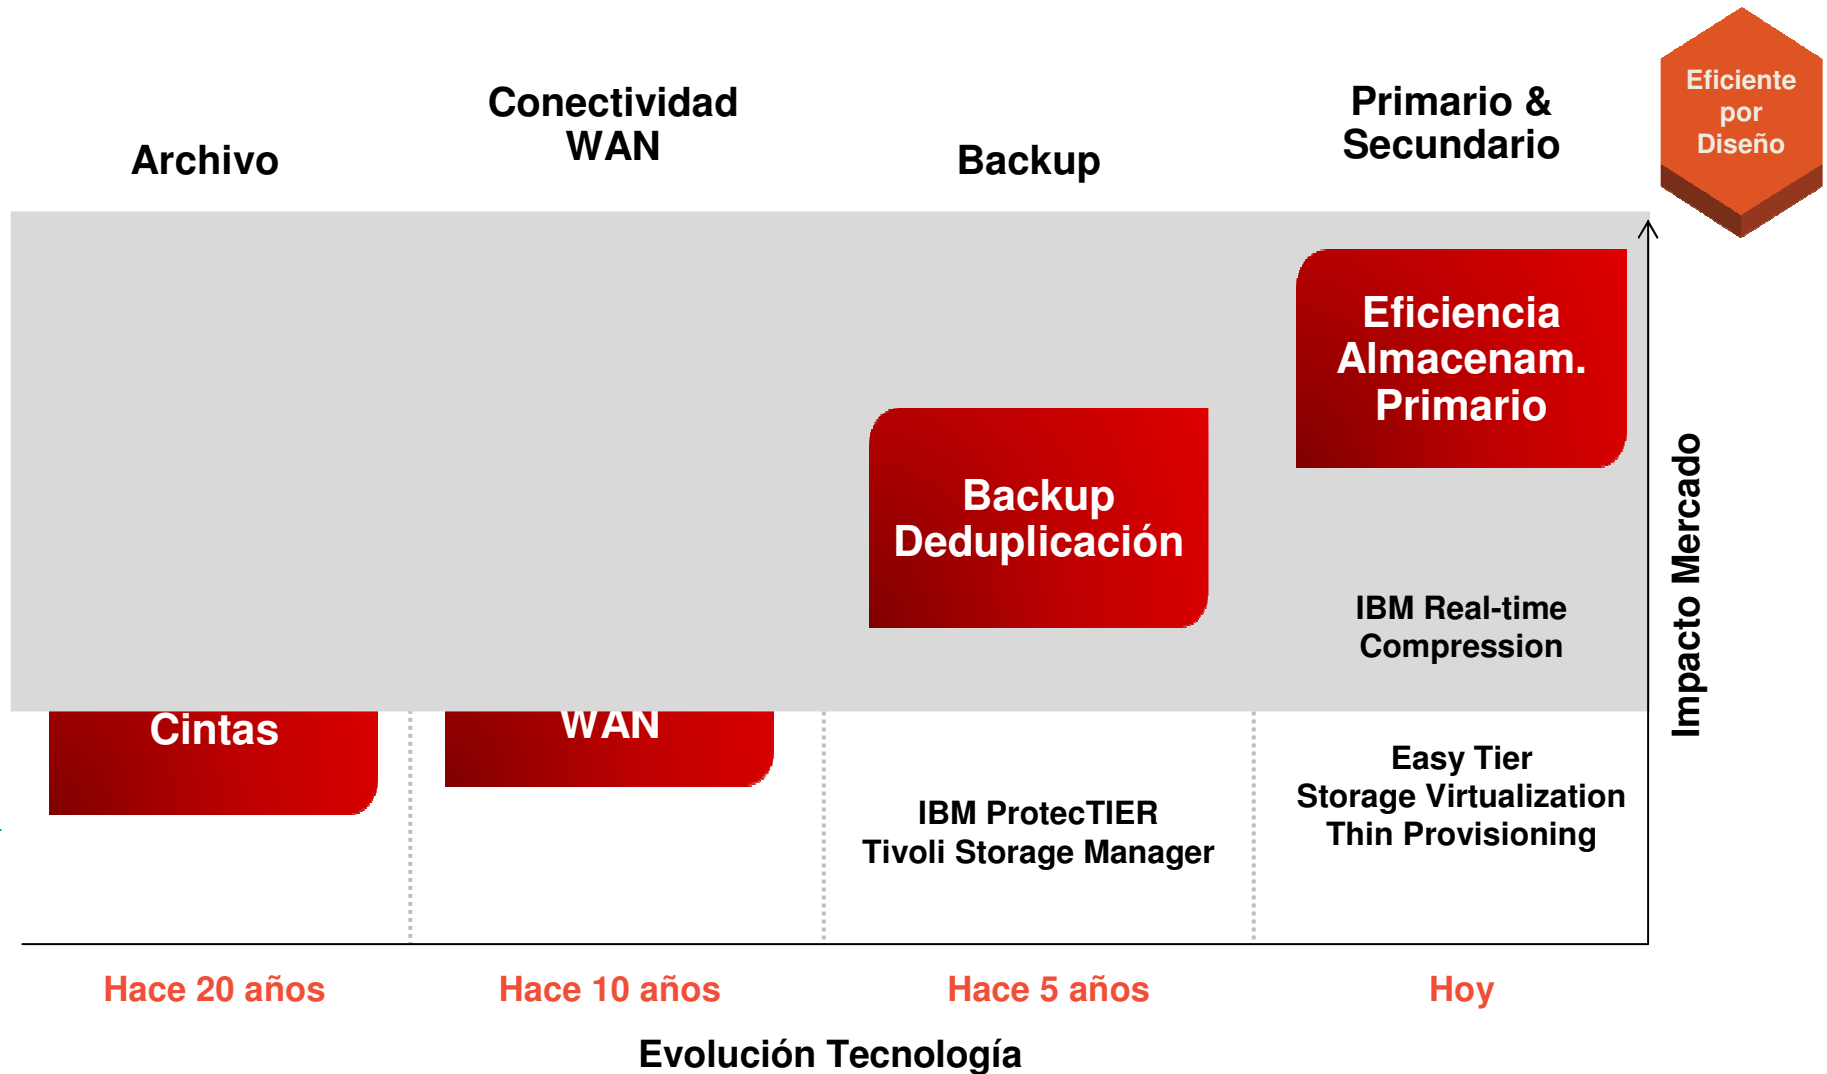 Archivo
Conectividad
WAN
Backup
Primario &
Secundario
Eficiente
por
Diseño
Eficiencia
Almacenam.
Primario
Backup
Deduplicación
IBM Real-time
Compression
Impacto Mercado
Cintas
WAN
IBM ProtecTIER
Tivoli Storage Manager
Easy Tier
Storage Virtualization
Thin Provisioning
Hace 20 años
Hace 10 años
Hace 5 años
Hoy
Evolución Tecnología